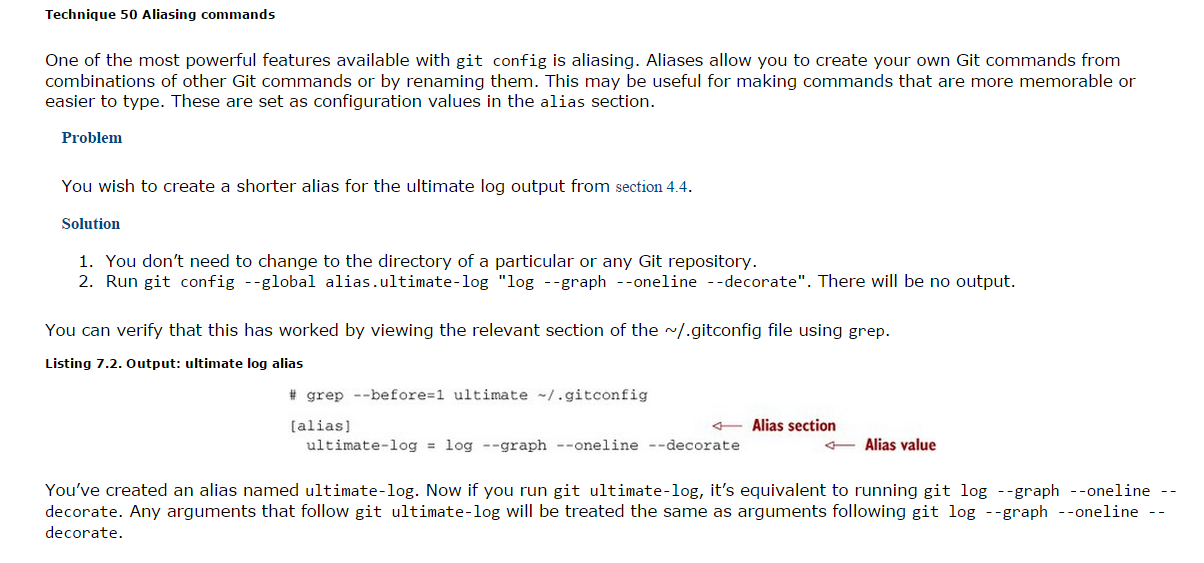 Technique 50 Aliasing commands
One of the most powerful features available with git config is aliasing. Aliases allow you to create your own Git commands from
combinations of other Git commands or by renaming them. This may be useful for making commands that are more memorable or
easier to type. These are set as configuration values in the alias section.
Problem
You wish to create a shorter alias for the ultimate log output from section 4.4.
Solution
1. You don’t need to change to the directory of a particular or any Git repository.
2. Run git config --global alias.ultimate-log "log --graph --oneline --decorate". There will be no output.
You can verify that this has worked by viewing the relevant section of the ~/.gitconfig file using grep.
Listing 7.2. Output: ultimate log alias
# grep --before=1 ultimate ~/.gitconfig
[alias] Alias section
ultimate-log = log --graph --oneline --decorate Alias value
You’ve created an alias named ultimate-log. Now if you run git ultimate-log, it’s equivalent to running git log --graph --oneline --
decorate. Any arguments that follow git ultimate-log will be treated the same as arguments following git log --graph --oneline --
decorate.